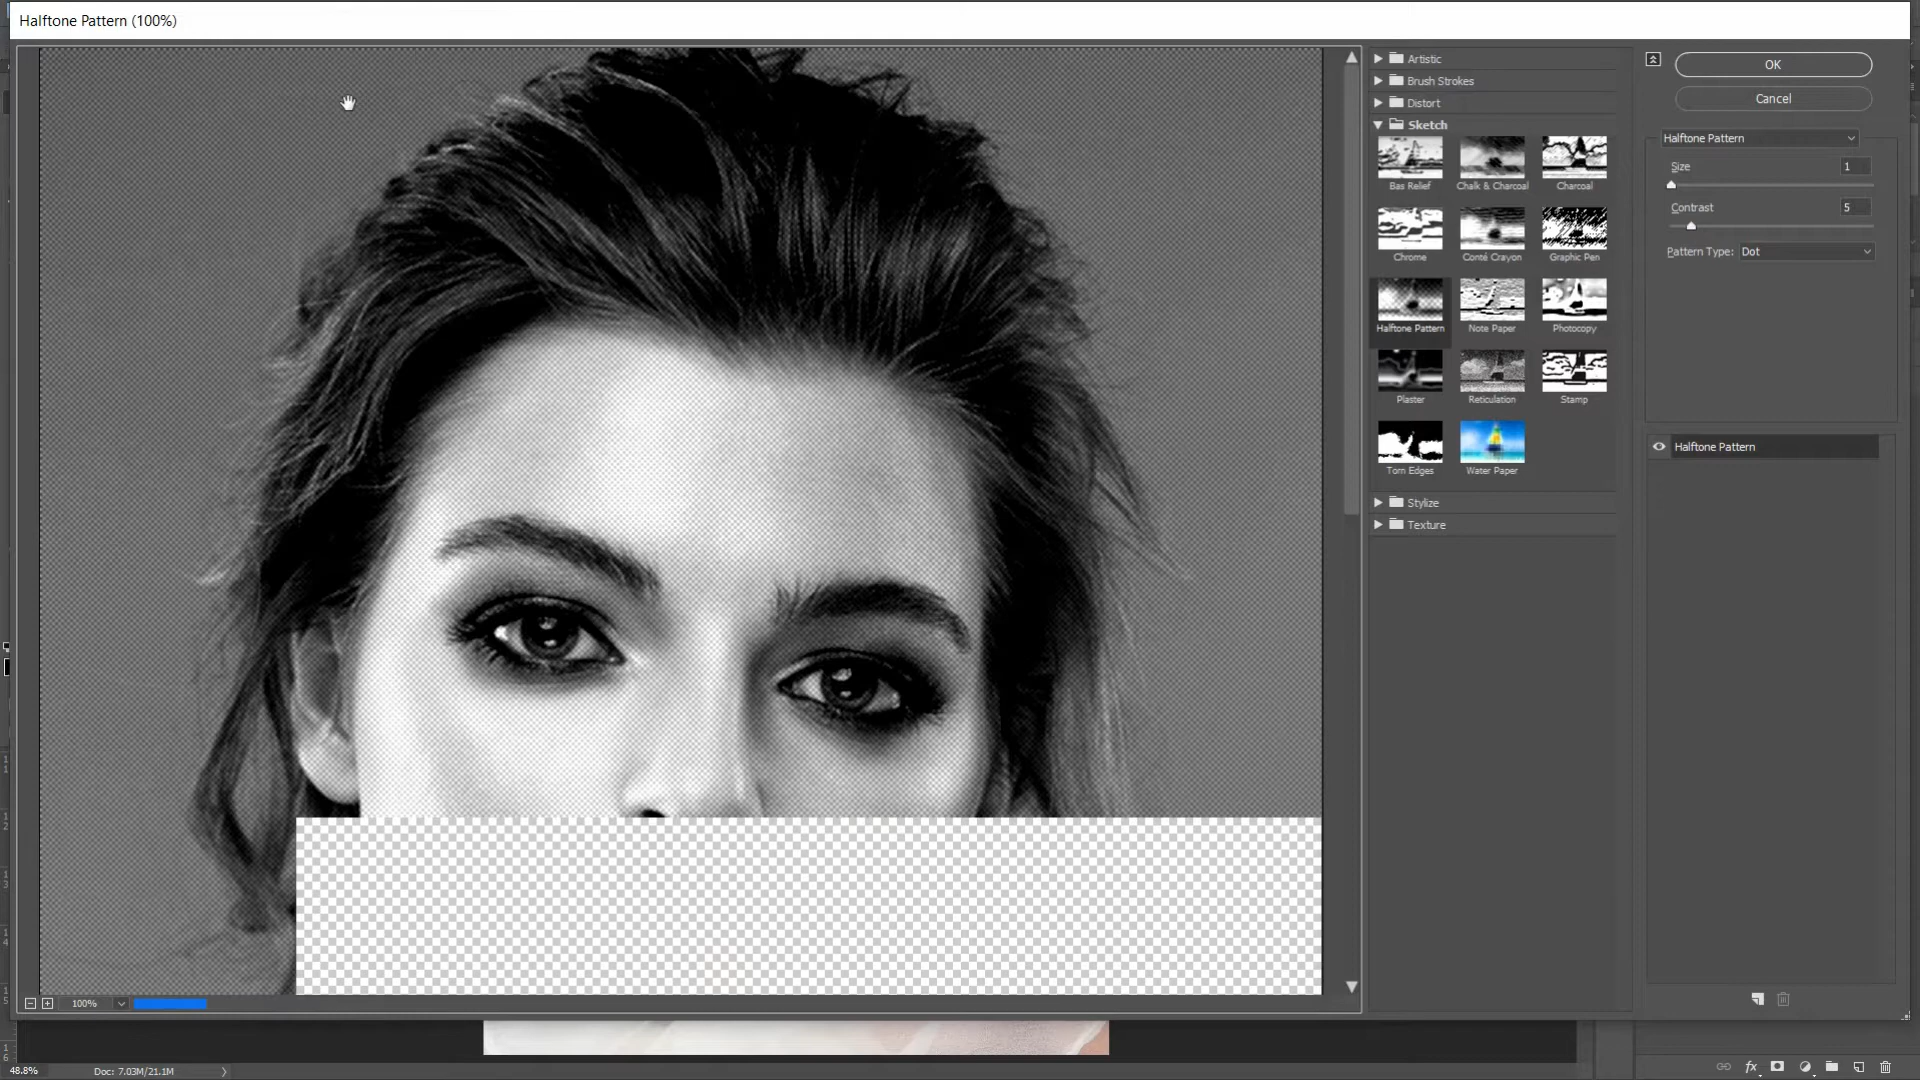 Halftone Pattern (100%)
Artistic
Brush Strokes
Distort
Sketch
Bas Relief
Chalk & Charcoal
Charcoal
Chrome
Conté Crayon
Graphic Pen
Halftone Pattern
Note Paper
Photocopy
Plaster
Reticulation
Stamp
Torn Edges
Water Paper
Stylize
Texture
OK
Cancel
Halftone Pattern
Size
1
Contrast
5
Pattern Type: Dot
Halftone Pattern
100%
48.8%
Doc: 7.03M/21.1M
fx